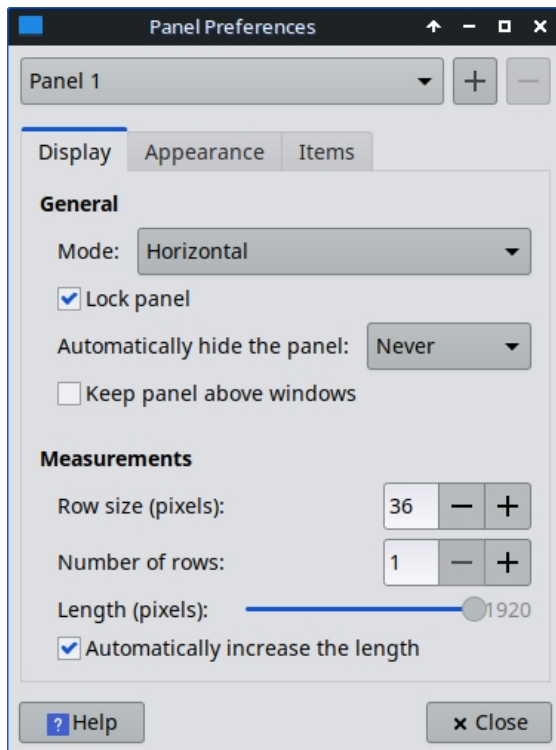 Panel Preferences
Panel 1
Display Appearance Items
General
Mode: Horizontal
Lock panel
Automatically hide the panel: Never
Keep panel above windows
Measurements
Row size (pixels): 36
Number of rows: 1
Length (pixels): 1920
Automatically increase the length
? Help × Close